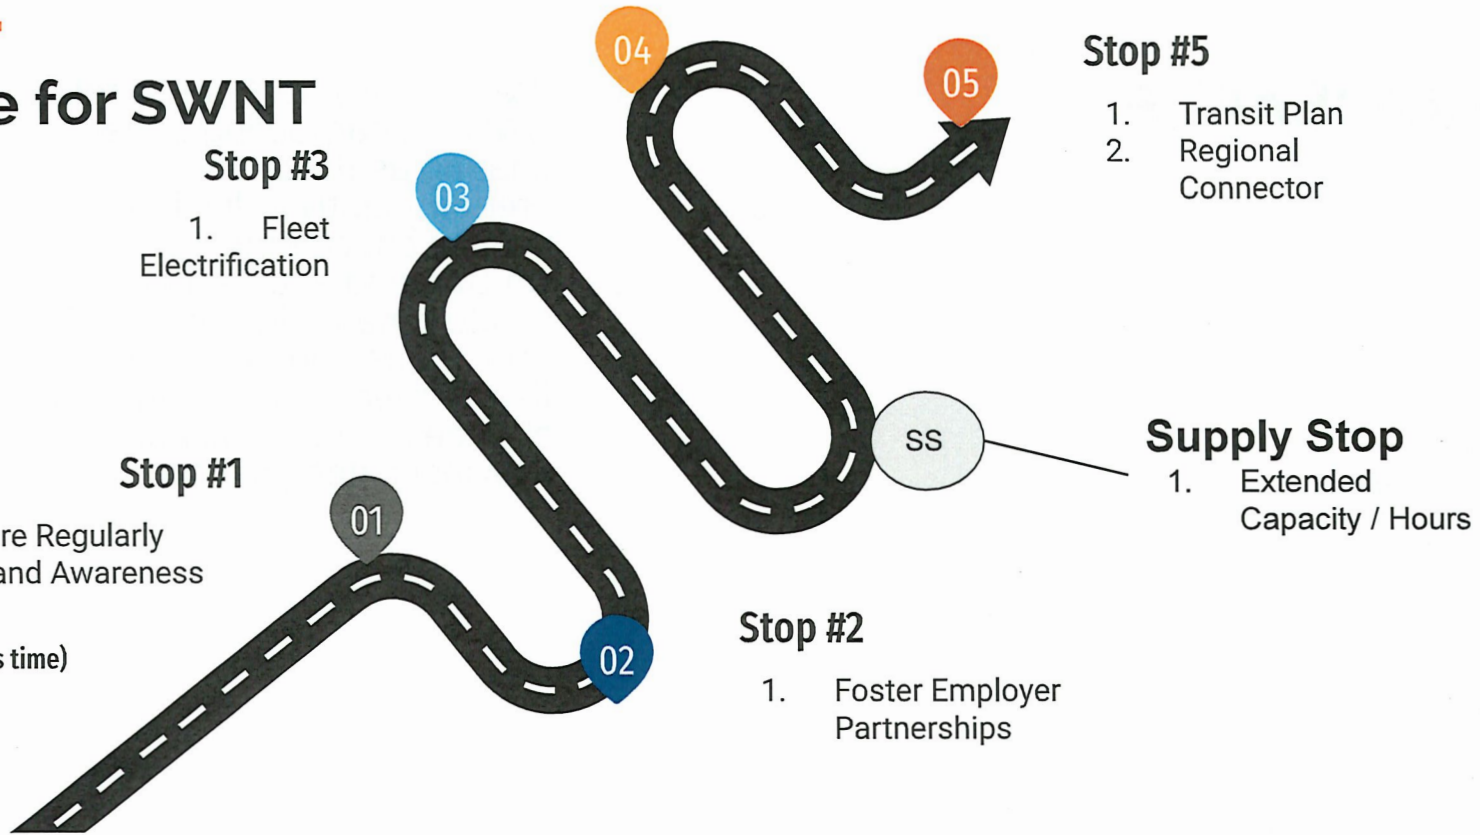 e for SWNT
Stop #3
1. Fleet
Electrification
03
04
05
Stop #5
1. Transit Plan
2. Regional
Connector
SS
Supply Stop
1. Extended
Capacity / Hours
Stop #1
01
re Regularly
and Awareness
s time)
02
Stop #2
1. Foster Employer
Partnerships